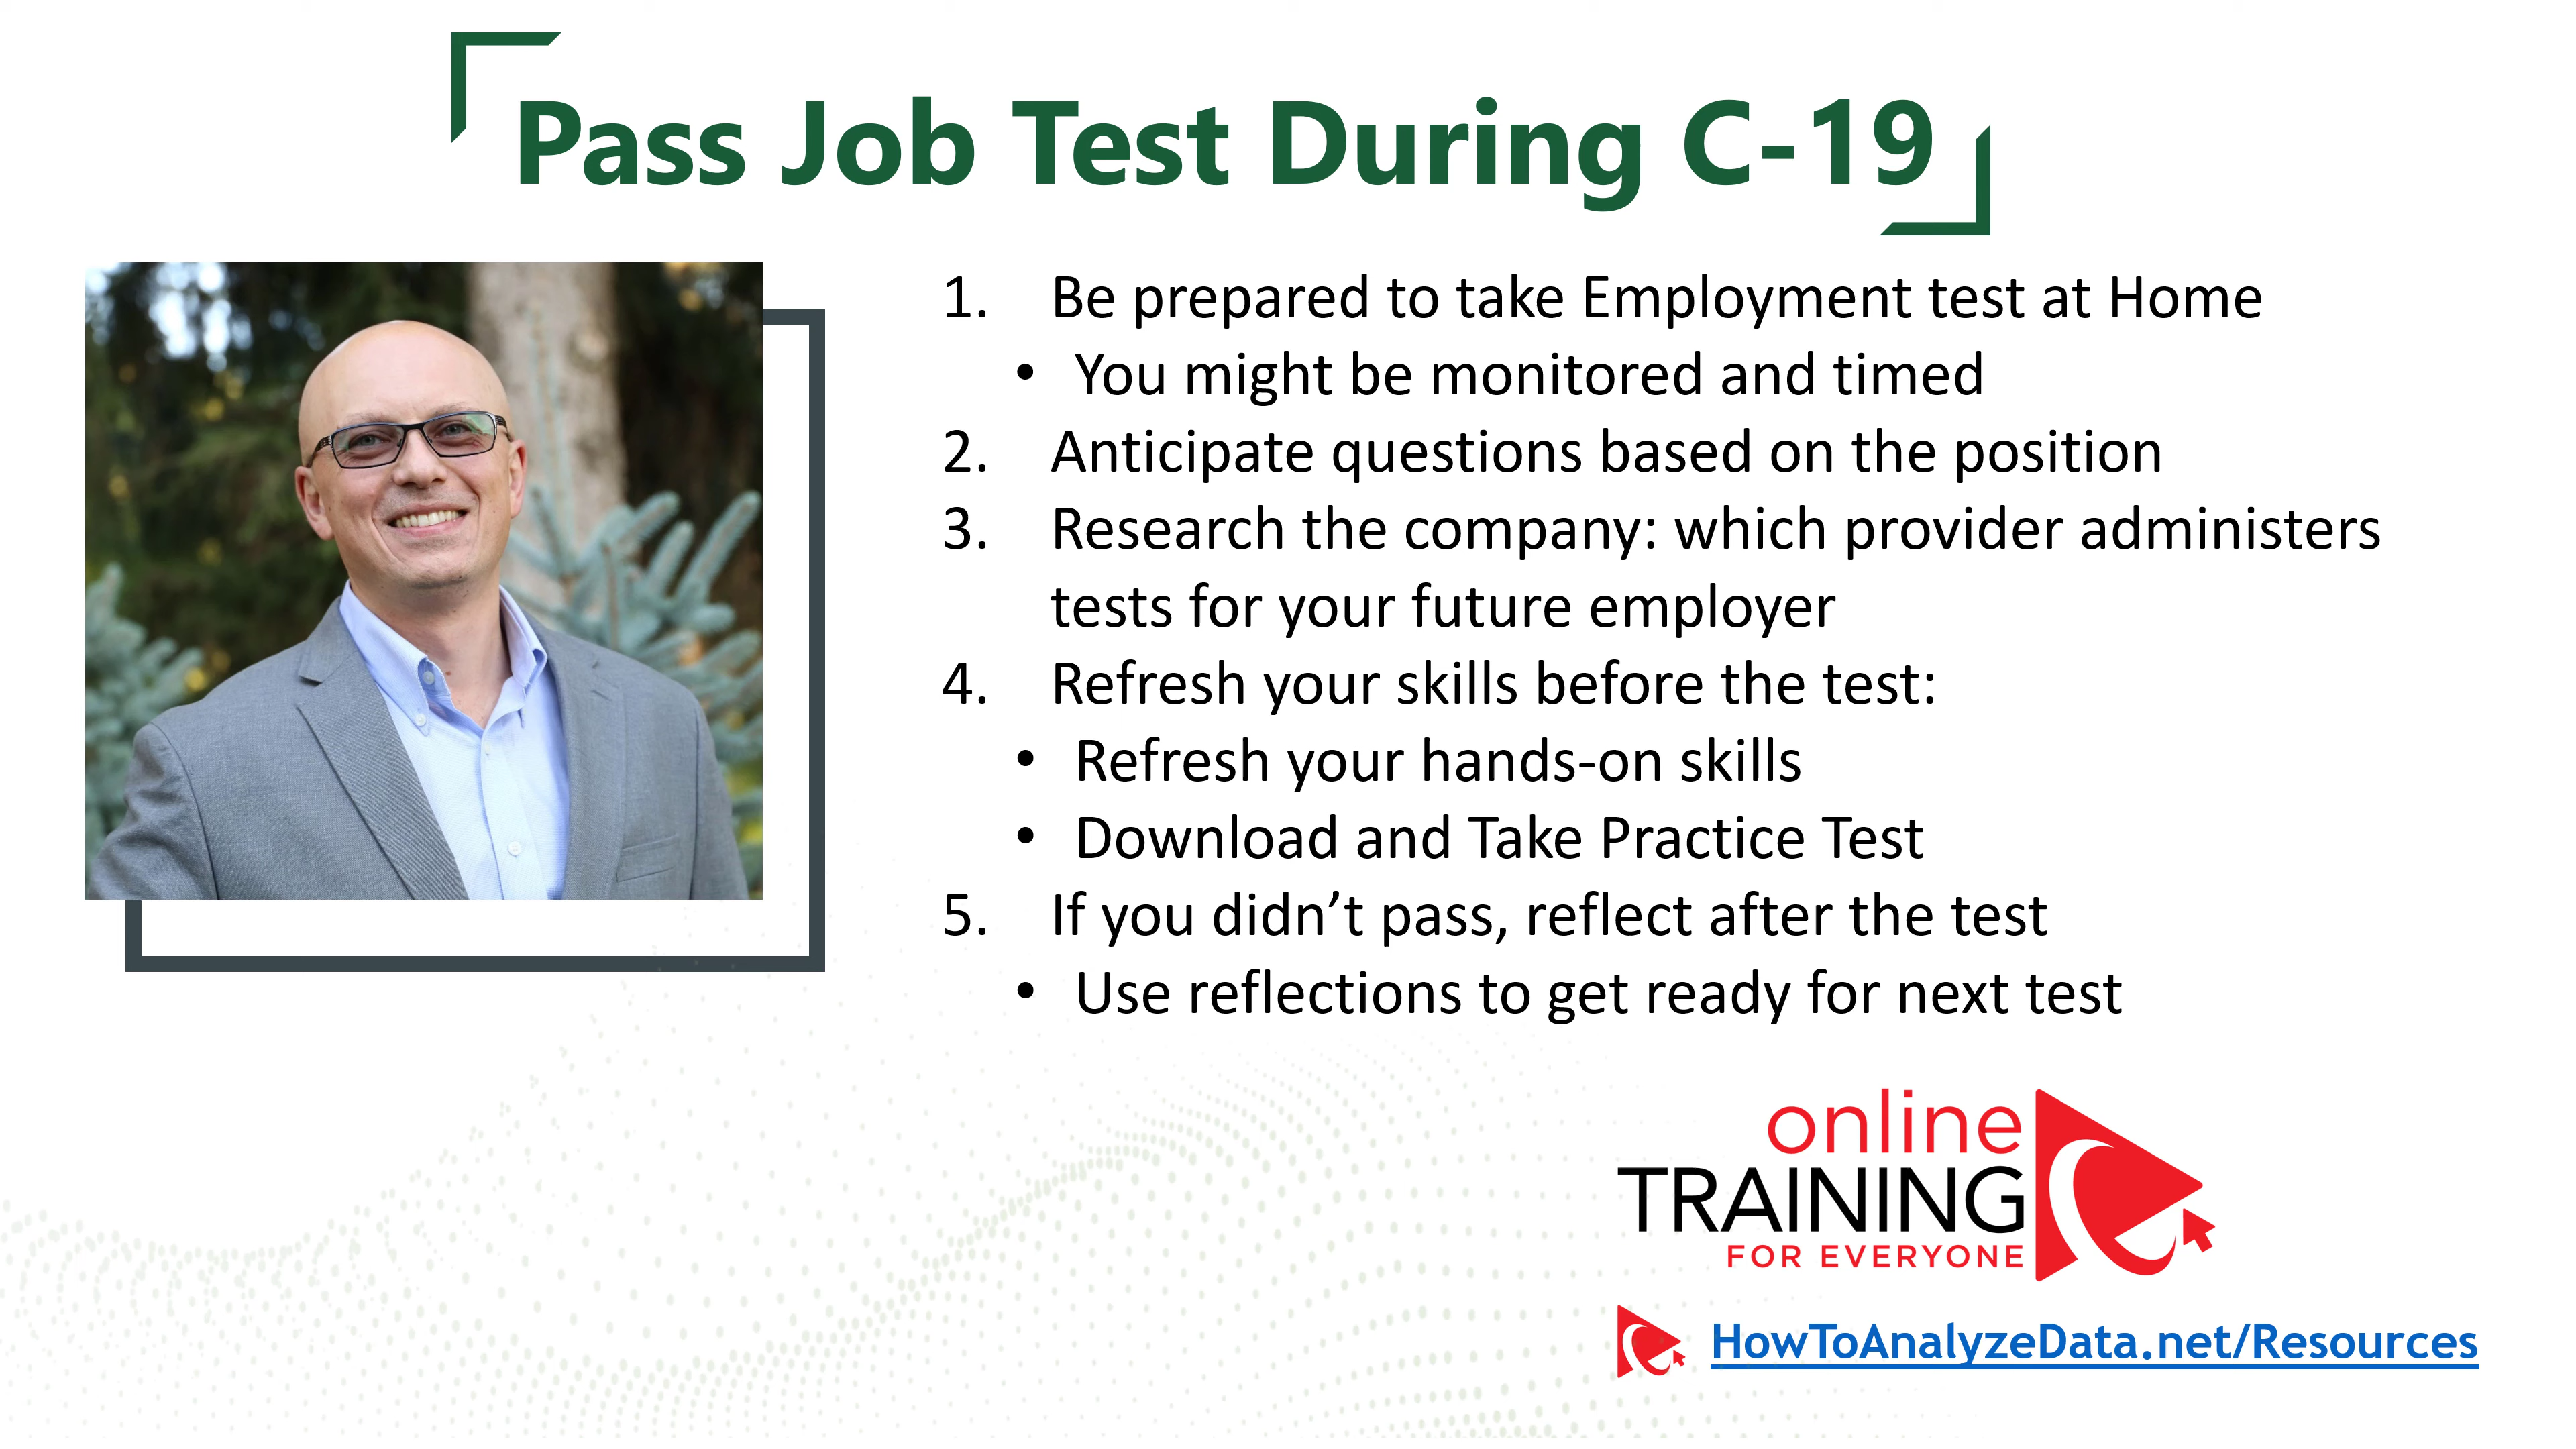 Pass Job Test During C-19
1. Be prepared to take Employment test at Home
• You might be monitored and timed
2. Anticipate questions based on the position
3. Research the company: which provider administers
tests for your future employer
4. Refresh your skills before the test:
• Refresh your hands-on skills
• Download and Take Practice Test
5. If you didn’t pass, reflect after the test
• Use reflections to get ready for next test
online
TRAINING
FOR EVERYONE
HowToAnalyzeData.net/Resources